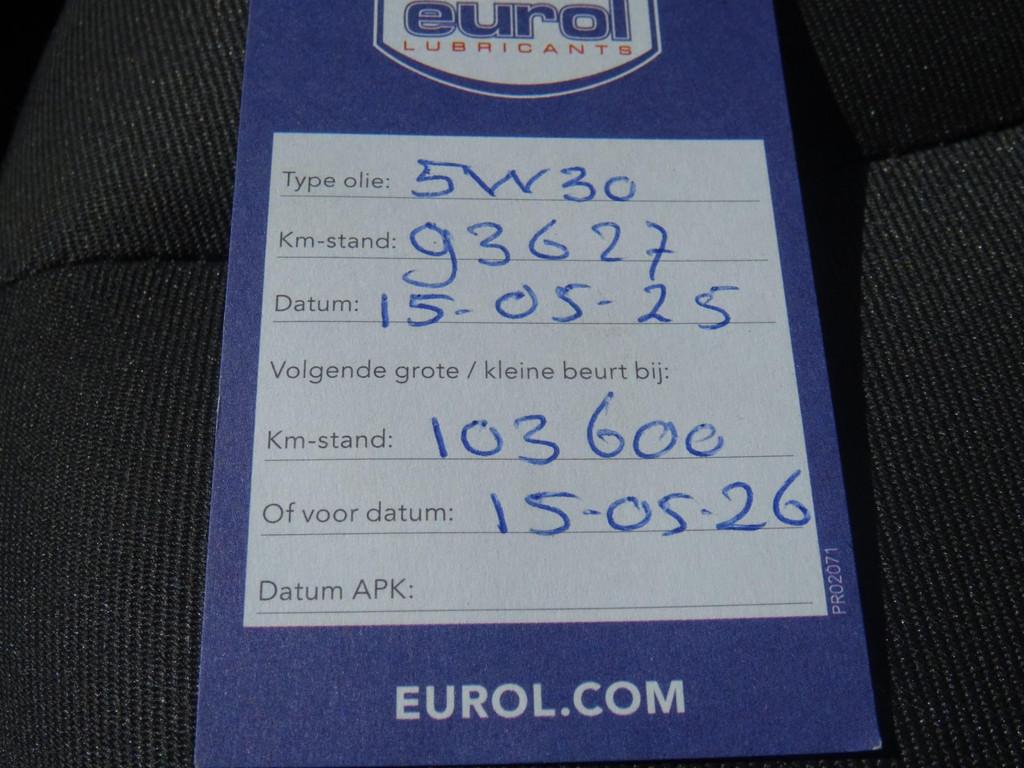 eurol
LUBRICANTS
Type olie: 5W30
Km-stand: 93627
Datum: 15-05-25
Volgende grote / kleine beurt bij:
Km-stand: 103600
Of voor datum: 15-05-26
Datum APK:
PR02071
EUROL.COM